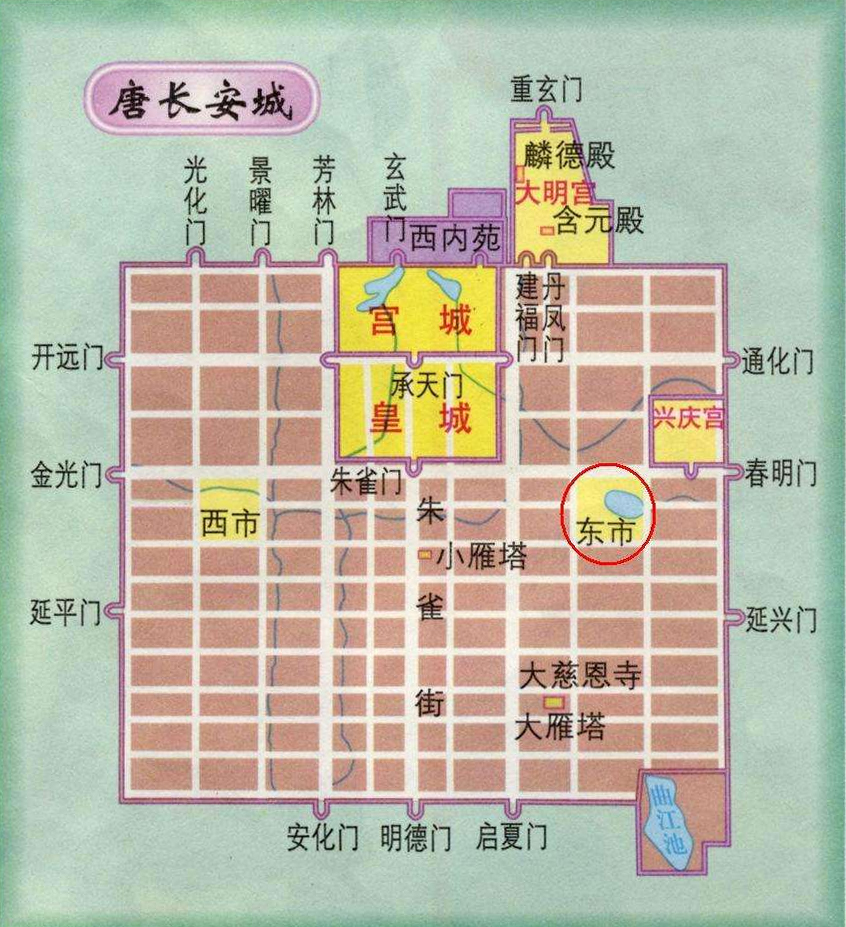 唐长安城
重玄门
光化门
景曜门
芳林门
玄武门
西内苑
麟德殿
大明宫
含元殿
宫城
建福门
丹凤门
开远门
通化门
承天门
皇城
兴庆宫
金光门
朱雀门
春明门
西市
东市
朱雀街
小雁塔
延平门
延兴门
大慈恩寺
大雁塔
曲江池
安化门
明德门
启夏门